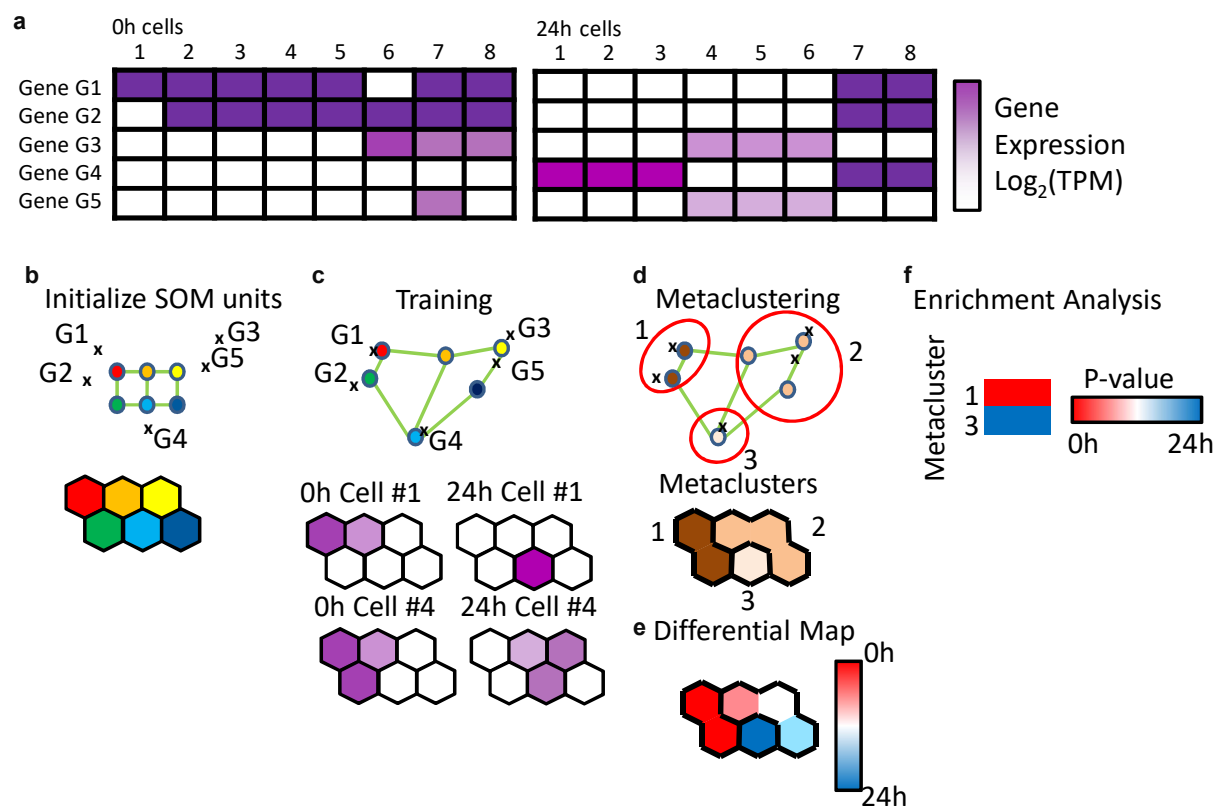 a
0h cells
24h cells
1 2 3 4 5 6 7 8
1 2 3 4 5 6 7 8
Gene G1
Gene G2
Gene G3
Gene G4
Gene G5
Gene
Expression
Log2(TPM)
b
Initialize SOM units
G1
x
x G3
x G5
G2 x
x G4
c
Training
G1 x
x G3
G2 x
x G5
x G4
0h Cell #1
24h Cell #1
0h Cell #4
24h Cell #4
d
Metaclustering
1
x
x
2
x
x
x
3
Metaclusters
1
2
3
e
Differential Map
0h
24h
f
Enrichment Analysis
Metacluster
1
3
P-value
0h
24h